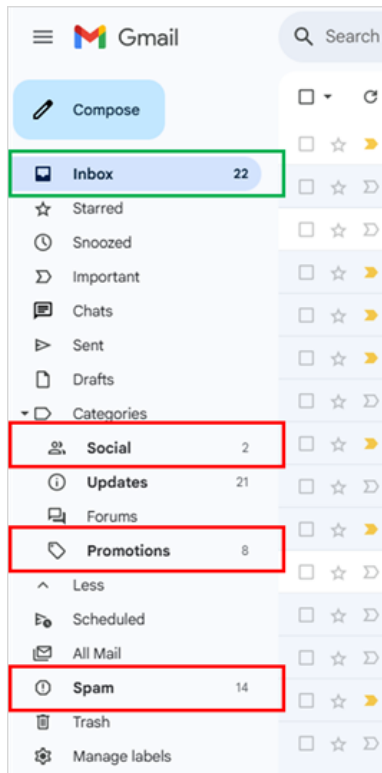 Gmail
Search
Compose
Inbox 22
Starred
Snoozed
Important
Chats
Sent
Drafts
Categories
Social 2
Updates 21
Forums
Promotions 8
Less
Scheduled
All Mail
Spam 14
Trash
Manage labels